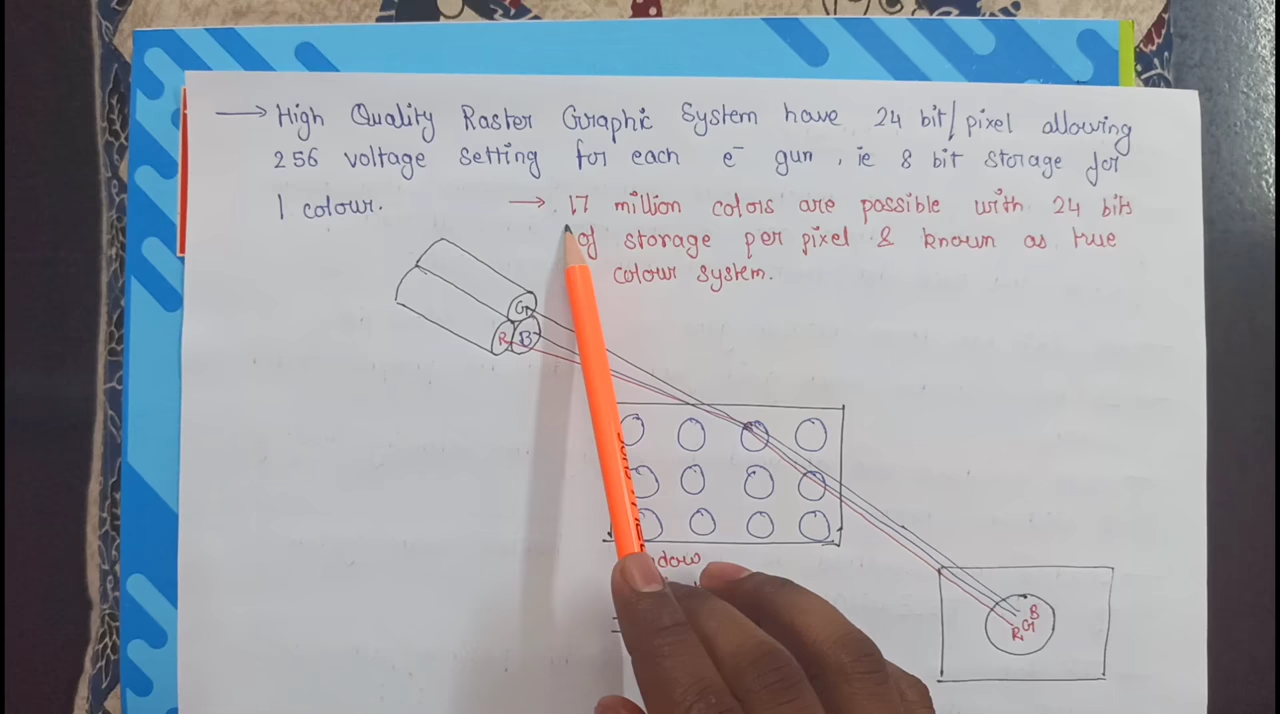 → High Quality Raster Graphic System have 24 bit/pixel allowing
256 voltage setting for each e⁻ gun, ie 8 bit storage for
1 colour.
→ 17 million colors are possible with 24 bits
of storage per pixel & known as true
colour system.
G
R B
B
R G